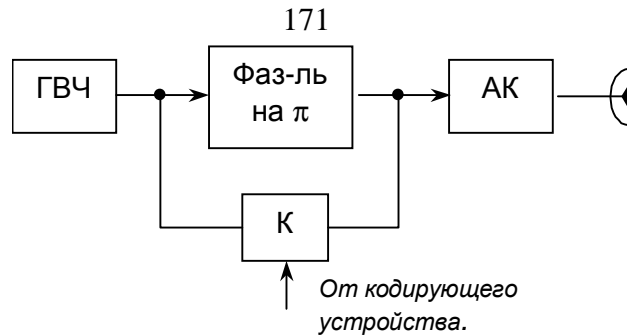 171
ГВЧ
Фаз-ль
на π
АК
К
От кодирующего
устройства.